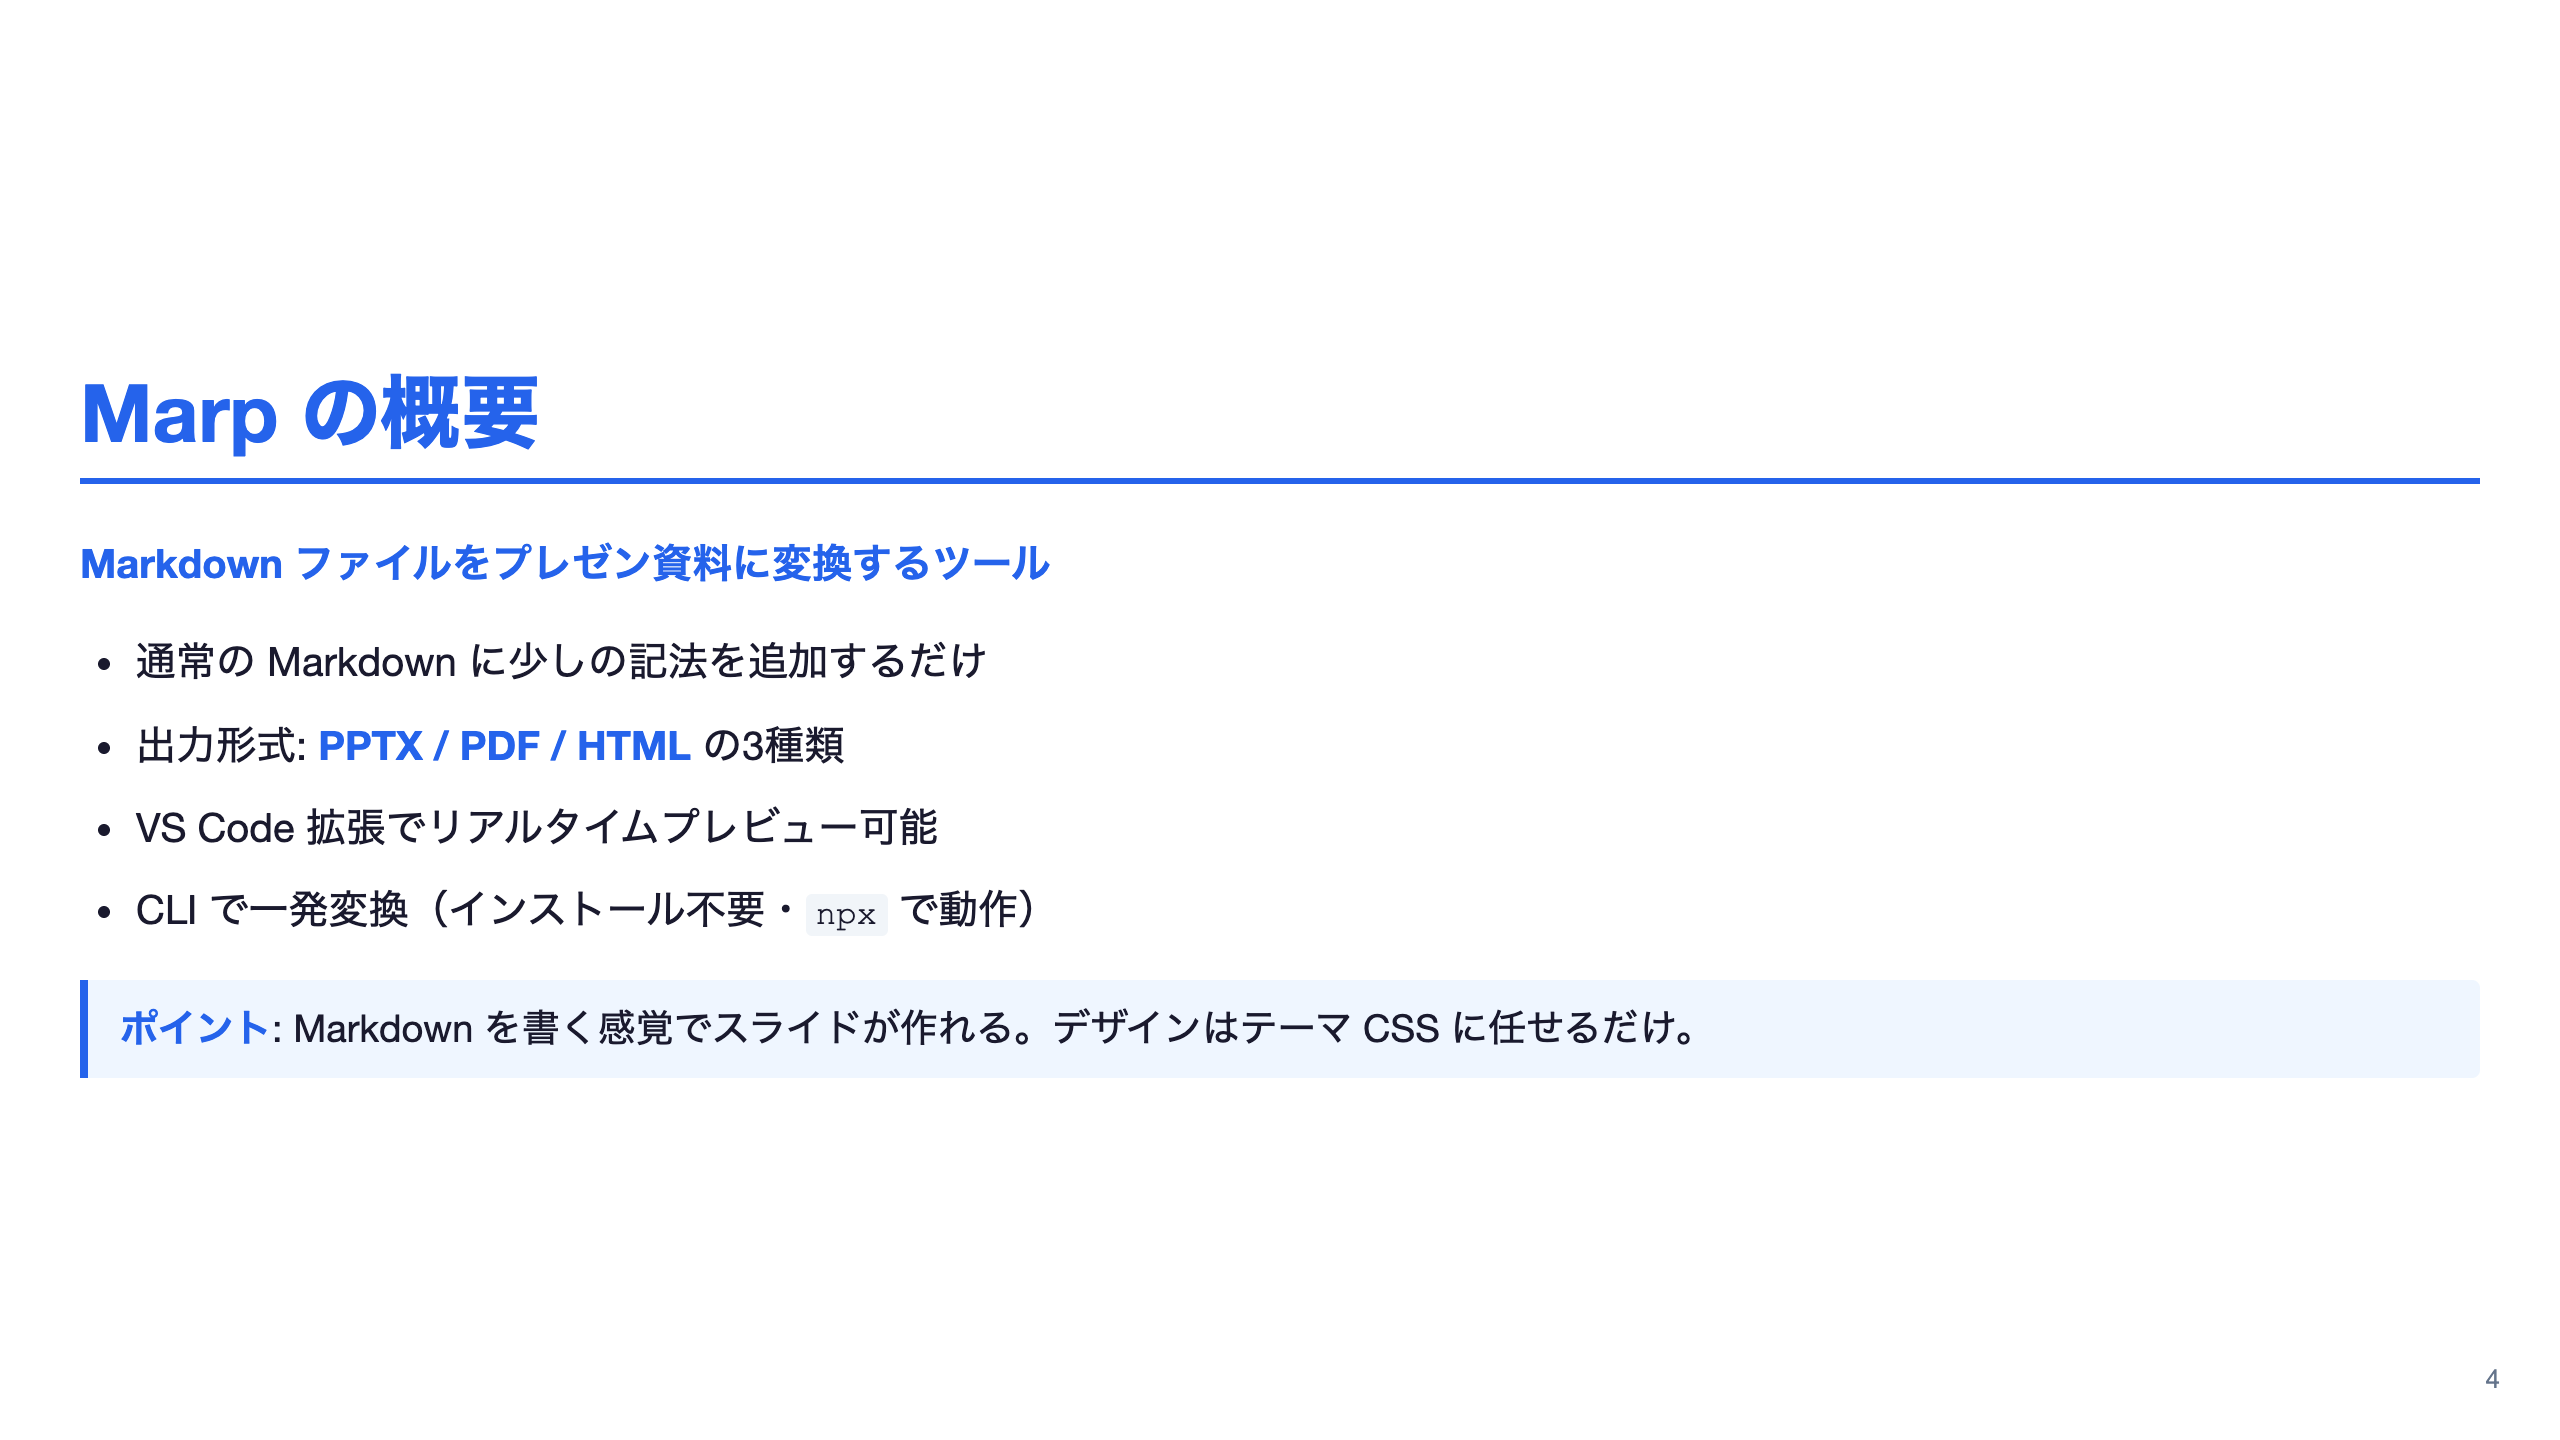 Marp の概要
Markdown ファイルをプレゼン資料に変換するツール
• 通常の Markdown に少しの記法を追加するだけ
• 出力形式: PPTX / PDF / HTML の3種類
• VS Code 拡張でリアルタイムプレビュー可能
• CLI で一発変換（インストール不要・npx で動作）
ポイント: Markdown を書く感覚でスライドが作れる。デザインはテーマ CSS に任せるだけ。
4